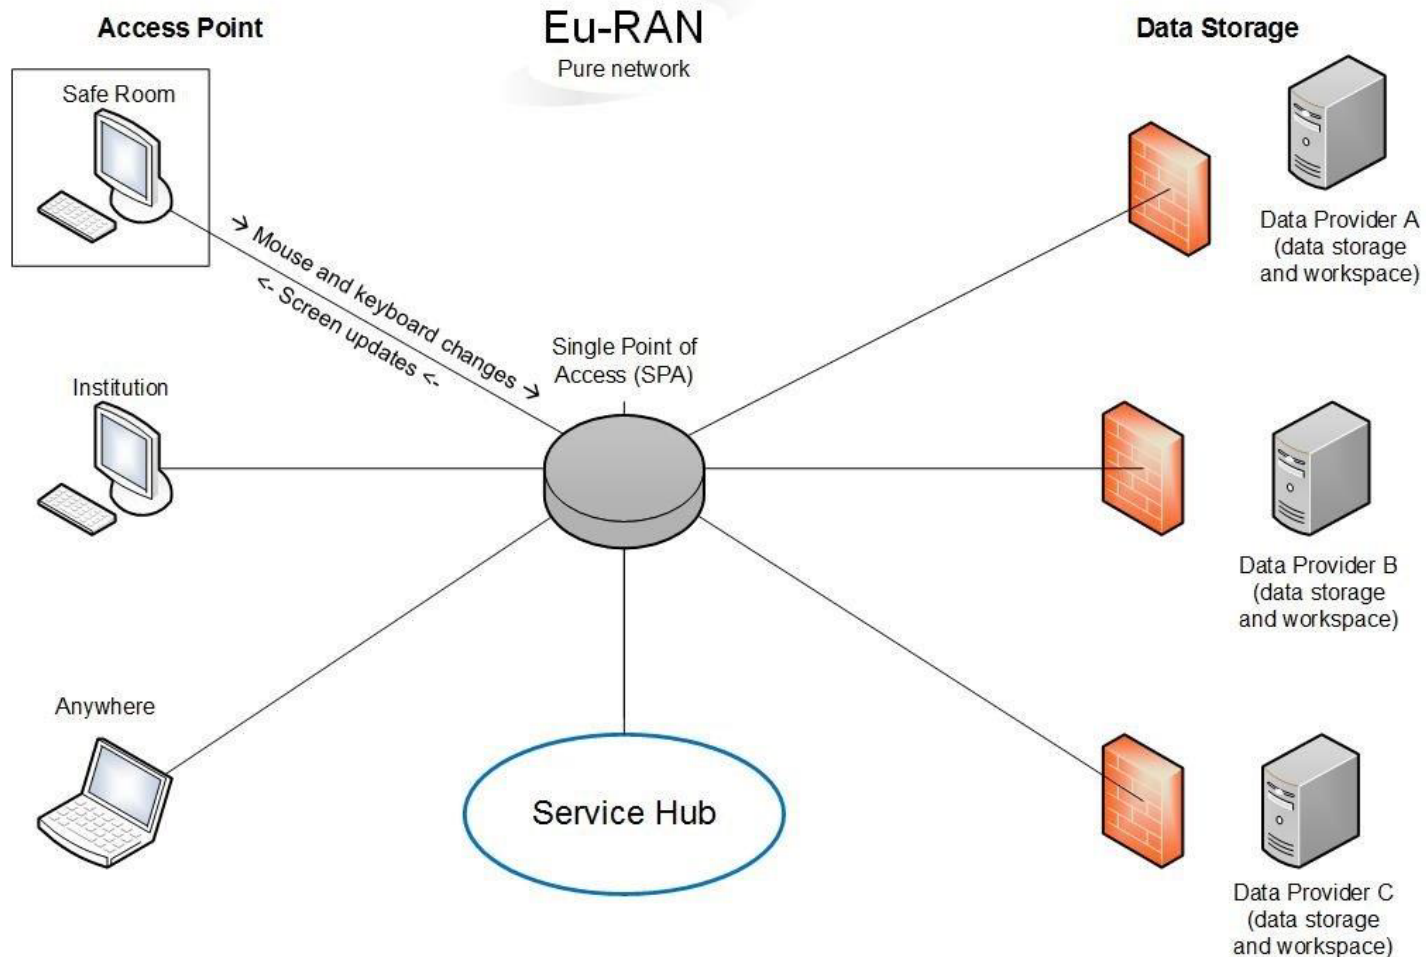 Access Point
Eu-RAN
Pure network
Data Storage
Safe Room
→ Mouse and keyboard changes →
<- Screen updates <-
Data Provider A
(data storage
and workspace)
Single Point of
Access (SPA)
Institution
Data Provider B
(data storage
and workspace)
Anywhere
Service Hub
Data Provider C
(data storage
and workspace)